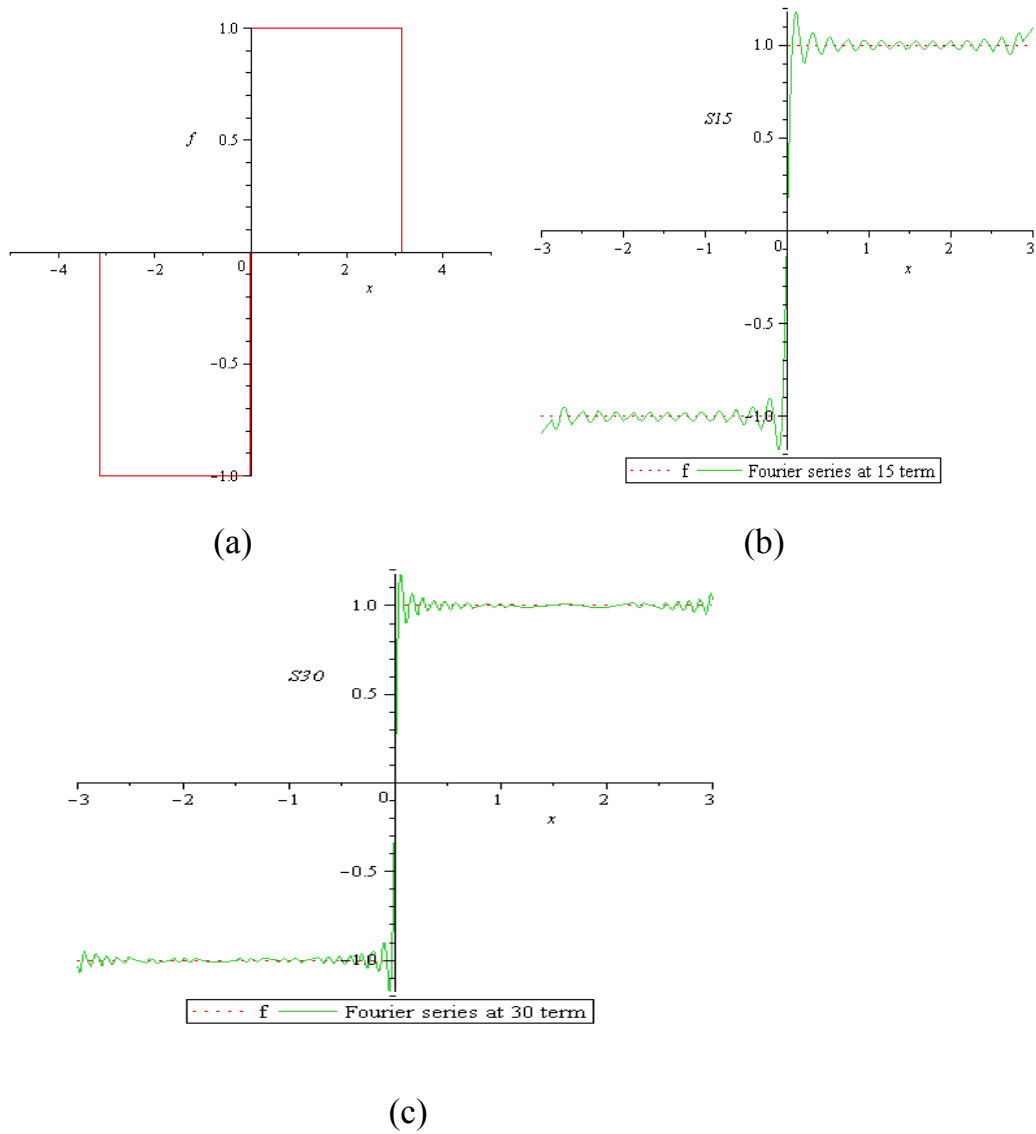 1.0
f 0.5
−4 −2 0 2 4
x
−0.5
−1.0
(a)
1.0
S15
0.5
−3 −2 −1 0 1 2 3
x
−0.5
−1.0
f Fourier series at 15 term
(b)
1.0
S30
0.5
−3 −2 −1 0 1 2 3
x
−0.5
−1.0
f Fourier series at 30 term
(c)